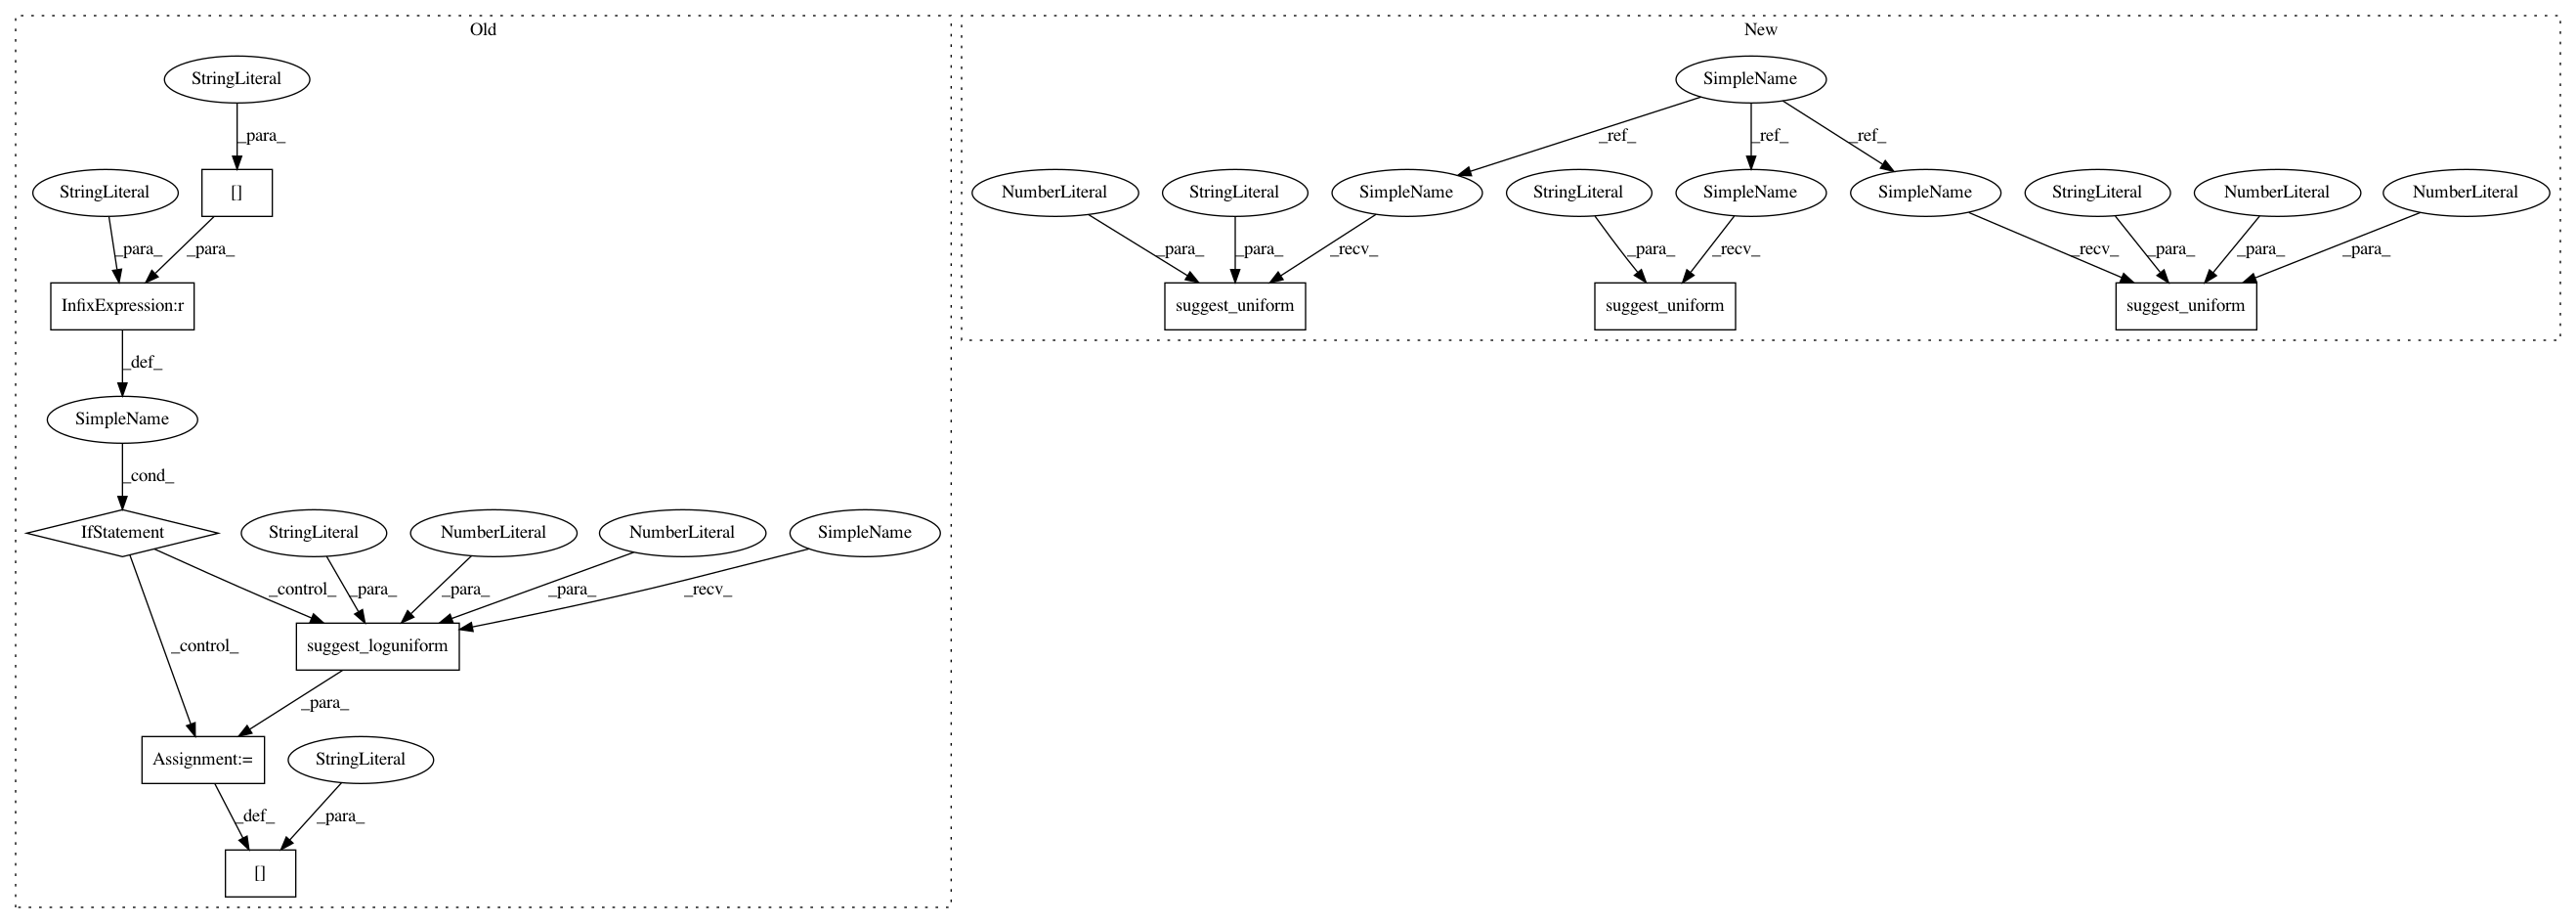 Old
New
StringLiteral
SimpleName
_para_
_ref_
_ref_
_ref_
StringLiteral
[]
NumberLiteral
StringLiteral
SimpleName
StringLiteral
SimpleName
SimpleName
StringLiteral
NumberLiteral
NumberLiteral
_para_
_para_
_para_
_para_
_recv_
_para_
_recv_
_recv_
_para_
_para_
_para_
InfixExpression:r
suggest_uniform
suggest_uniform
suggest_uniform
_def_
SimpleName
_cond_
IfStatement
StringLiteral
NumberLiteral
NumberLiteral
SimpleName
_control_
_para_
_para_
_para_
_recv_
_control_
suggest_loguniform
_para_
Assignment:=
StringLiteral
_def_
_para_
[]